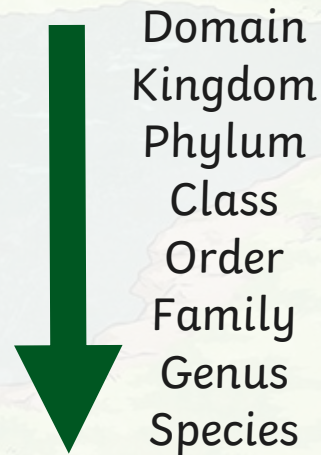 Domain
Kingdom
Phylum
Class
Order
Family
Genus
Species